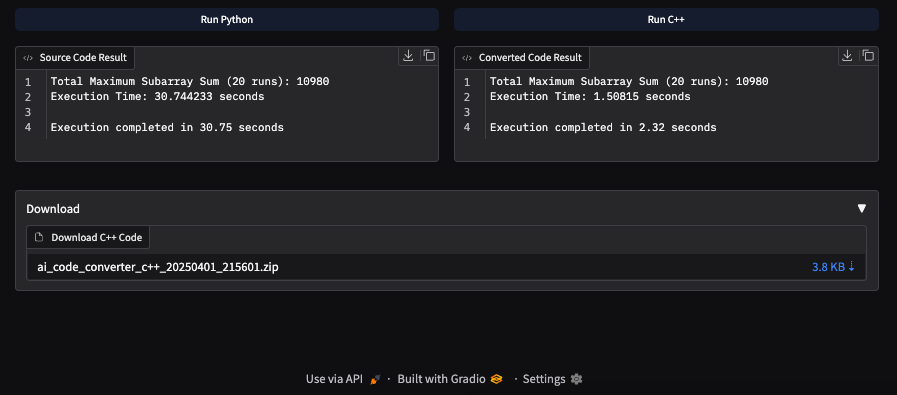 Run Python
Run C++
Source Code Result
1 Total Maximum Subarray Sum (20 runs): 10980
2 Execution Time: 30.744233 seconds
3
4 Execution completed in 30.75 seconds
Converted Code Result
1 Total Maximum Subarray Sum (20 runs): 10980
2 Execution Time: 1.50815 seconds
3
4 Execution completed in 2.32 seconds
Download
Download C++ Code
ai_code_converter_c++_20250401_215601.zip 3.8 KB ↓
Use via API · Built with Gradio · Settings